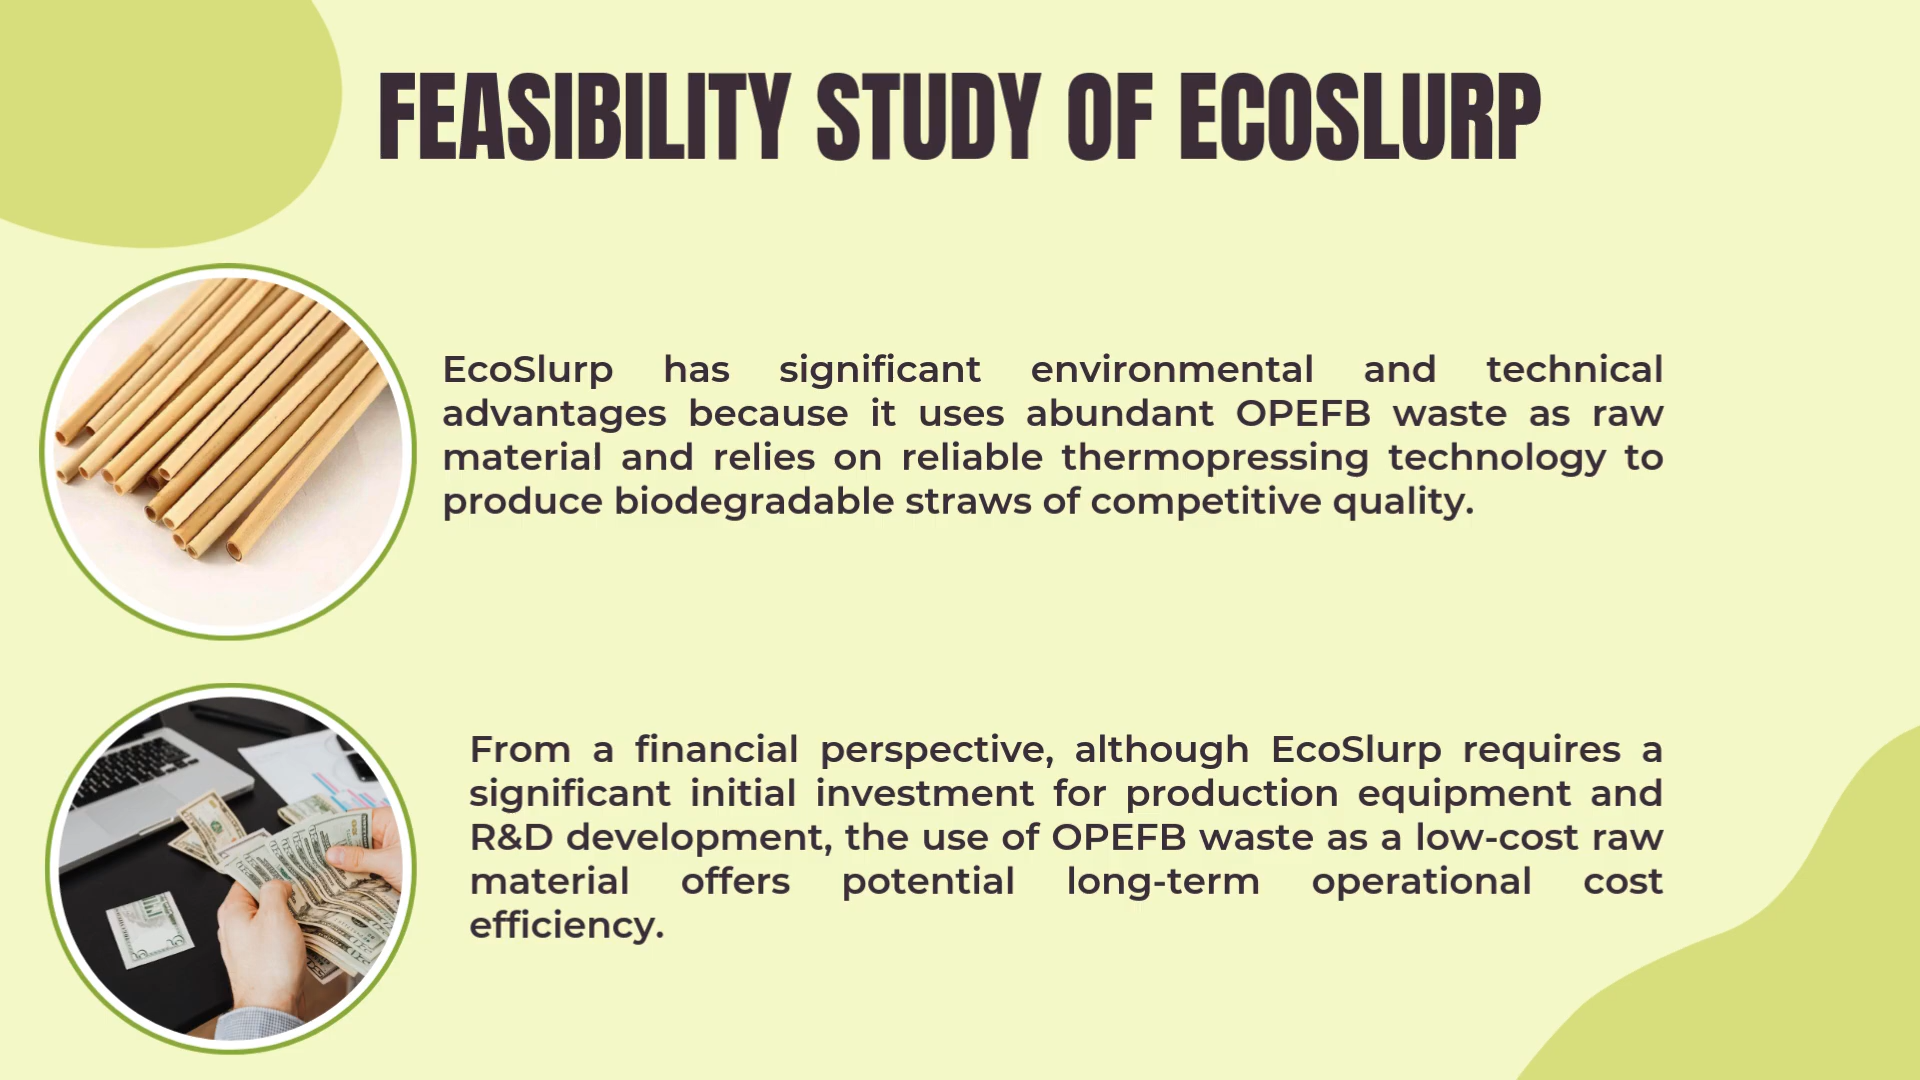 FEASIBILITY STUDY OF ECOSLURP
EcoSlurp has significant environmental and technical
advantages because it uses abundant OPEFB waste as raw
material and relies on reliable thermopressing technology to
produce biodegradable straws of competitive quality.
From a financial perspective, although EcoSlurp requires a
significant initial investment for production equipment and
R&D development, the use of OPEFB waste as a low-cost raw
material offers potential long-term operational cost
efficiency.